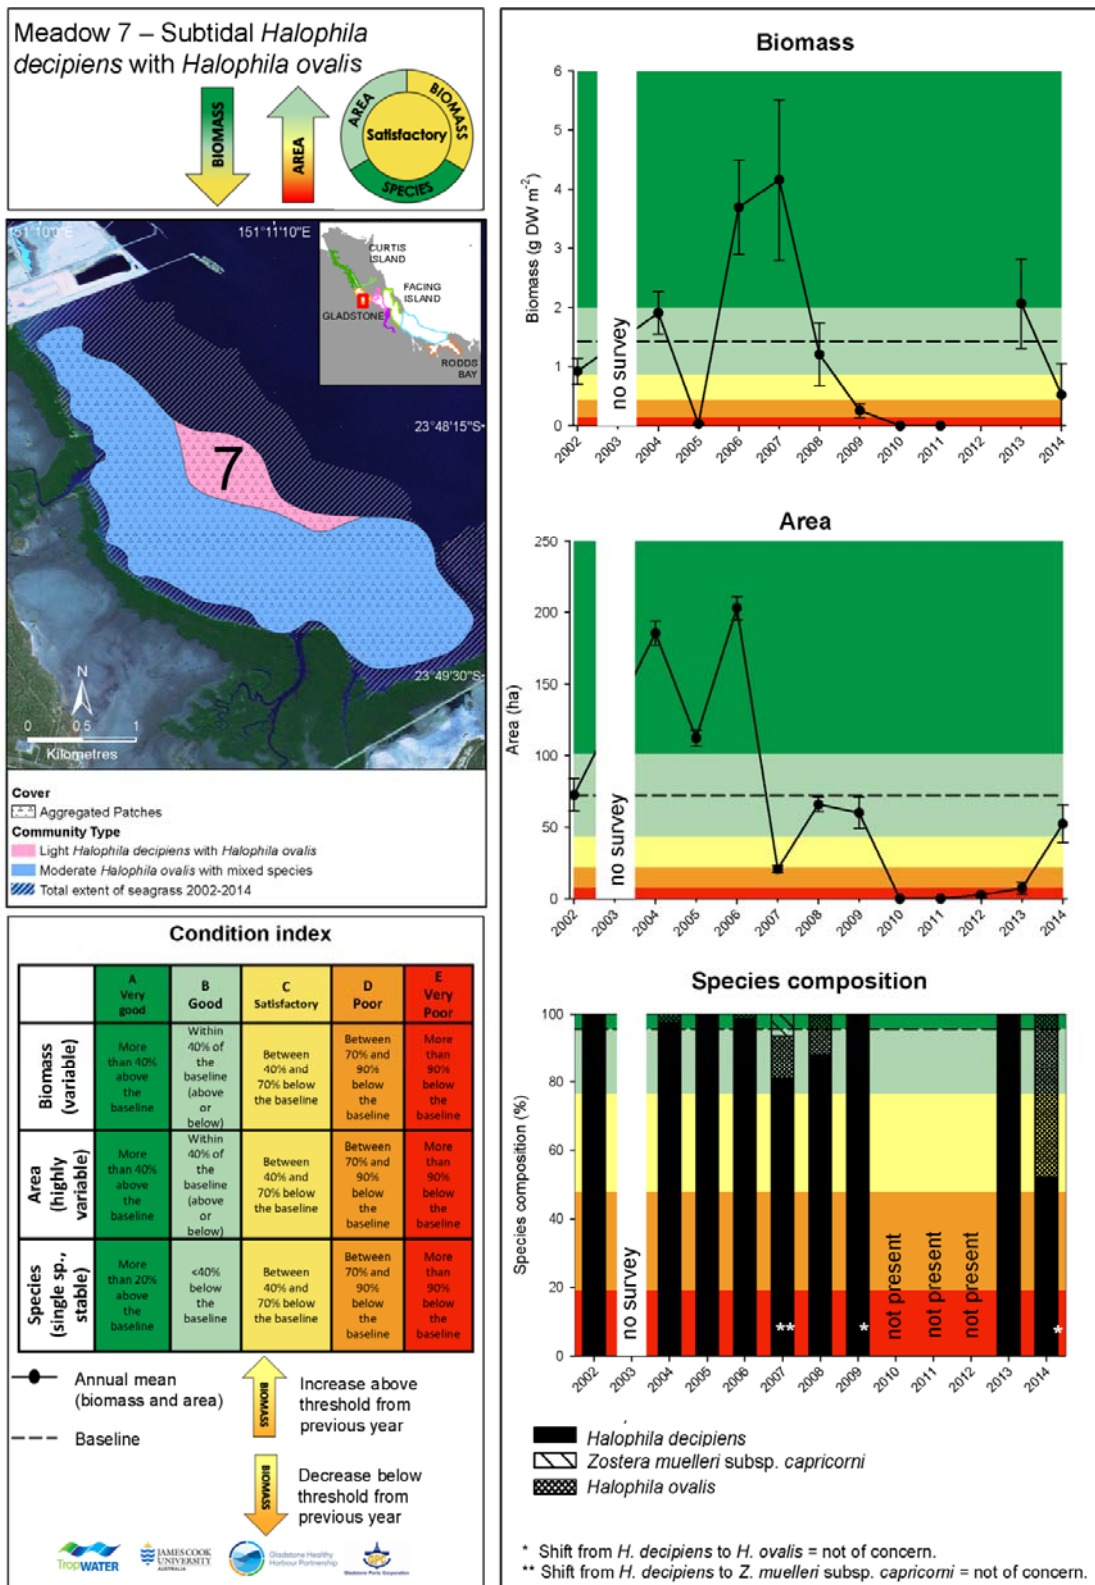 Meadow 7 – Subtidal Halophila
decipiens with Halophila ovalis
BIOMASS
AREA
AREA
BIOMASS
SPECIES
Satisfactory
151°10'0"E
151°11'10"E
CURTIS
ISLAND
FACING
ISLAND
GLADSTONE
RODDS
BAY
7
23°48'15"S
23°49'30"S
N
0 0.5 1
Kilometres
Cover
Aggregated Patches
Community Type
Light Halophila decipiens with Halophila ovalis
Moderate Halophila ovalis with mixed species
Total extent of seagrass 2002-2014
Condition index
A
Very
good
B
Good
C
Satisfactory
D
Poor
E
Very
Poor
Biomass
(variable)
More
than 40%
above
the
baseline
Within
40% of
the
baseline
(above
or
below)
Between
40% and
70% below
the baseline
Between
70% and
90%
below
the
baseline
More
than
90%
below
the
baseline
Area
(highly
variable)
More
than 40%
above
the
baseline
Within
40% of
the
baseline
(above
or
below)
Between
40% and
70% below
the baseline
Between
70% and
90%
below
the
baseline
More
than
90%
below
the
baseline
Species
(single sp.,
stable)
More
than 20%
above
the
baseline
<40%
below
the
baseline
Between
40% and
70% below
the baseline
Between
70% and
90%
below
the
baseline
More
than
90%
below
the
baseline
Annual mean
(biomass and area)
Baseline
BIOMASS
Increase above
threshold from
previous year
BIOMASS
Decrease below
threshold from
previous year
TropWATER
JAMES COOK
UNIVERSITY
AUSTRALIA
Gladstone Healthy
Harbour Partnership
GPC
Gladstone Ports Corporation
Biomass
Biomass (g DW m-2)
6
5
4
3
2
1
0
no survey
2002 2003 2004 2005 2006 2007 2008 2009 2010 2011 2012 2013 2014
Area
Area (ha)
250
200
150
100
50
0
no survey
2002 2003 2004 2005 2006 2007 2008 2009 2010 2011 2012 2013 2014
Species composition
Species composition (%)
100
80
60
40
20
0
no survey
**
*
not present
not present
not present
*
2002 2003 2004 2005 2006 2007 2008 2009 2010 2011 2012 2013 2014
Halophila decipiens
Zostera muelleri subsp. capricorni
Halophila ovalis
* Shift from H. decipiens to H. ovalis = not of concern.
** Shift from H. decipiens to Z. muelleri subsp. capricorni = not of concern.